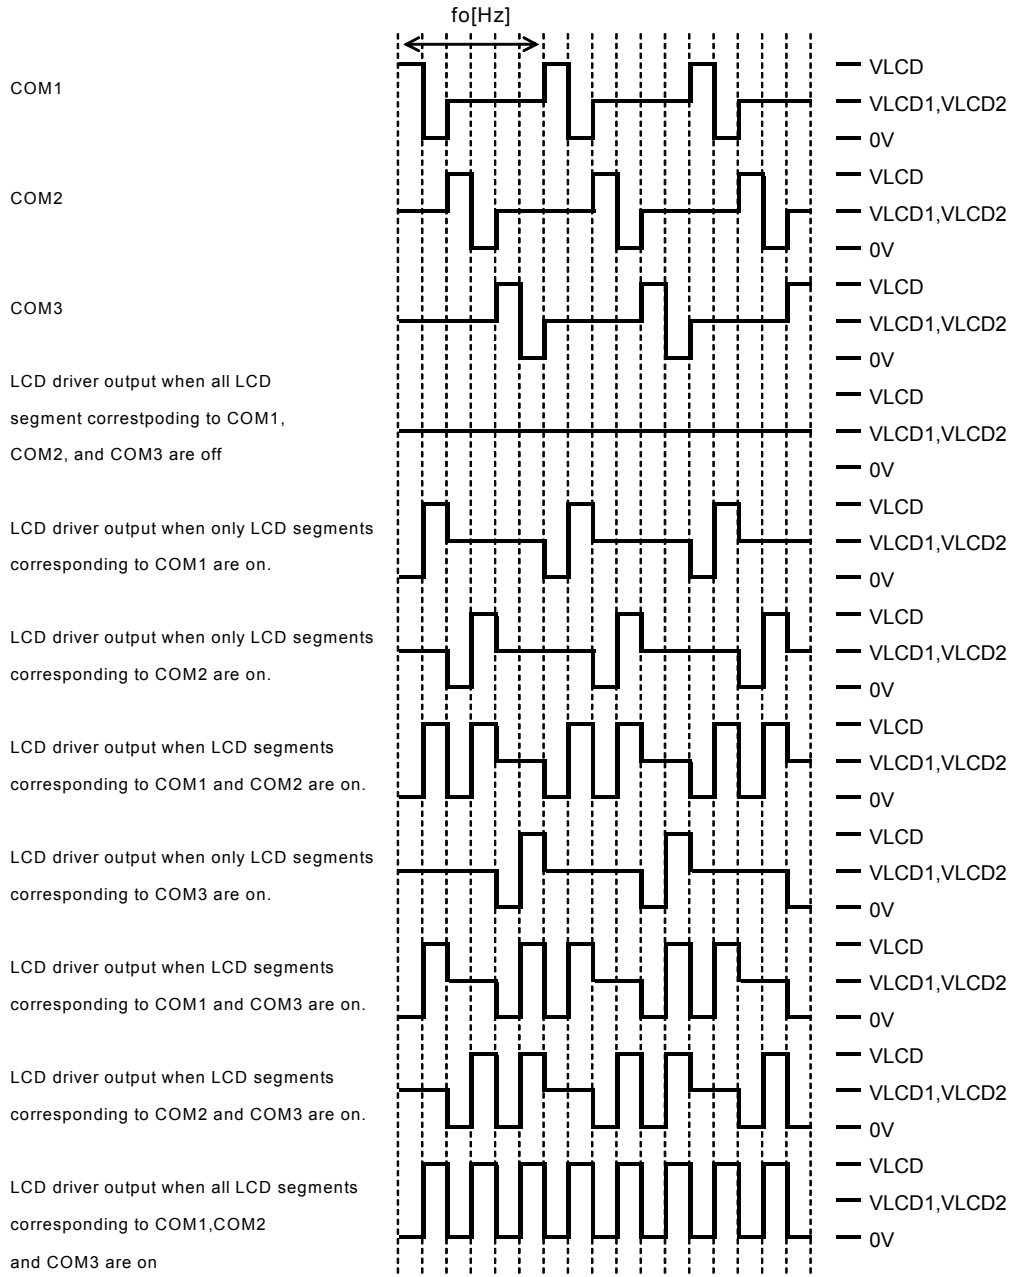 fo[Hz]
COM1
VLCD
VLCD1,VLCD2
0V
COM2
VLCD
VLCD1,VLCD2
0V
COM3
VLCD
VLCD1,VLCD2
0V
LCD driver output when all LCD
segment correstpoding to COM1,
COM2, and COM3 are off
VLCD
VLCD1,VLCD2
0V
LCD driver output when only LCD segments
corresponding to COM1 are on.
VLCD
VLCD1,VLCD2
0V
LCD driver output when only LCD segments
corresponding to COM2 are on.
VLCD
VLCD1,VLCD2
0V
LCD driver output when LCD segments
corresponding to COM1 and COM2 are on.
VLCD
VLCD1,VLCD2
0V
LCD driver output when only LCD segments
corresponding to COM3 are on.
VLCD
VLCD1,VLCD2
0V
LCD driver output when LCD segments
corresponding to COM1 and COM3 are on.
VLCD
VLCD1,VLCD2
0V
LCD driver output when LCD segments
corresponding to COM2 and COM3 are on.
VLCD
VLCD1,VLCD2
0V
LCD driver output when all LCD segments
corresponding to COM1,COM2
and COM3 are on
VLCD
VLCD1,VLCD2
0V